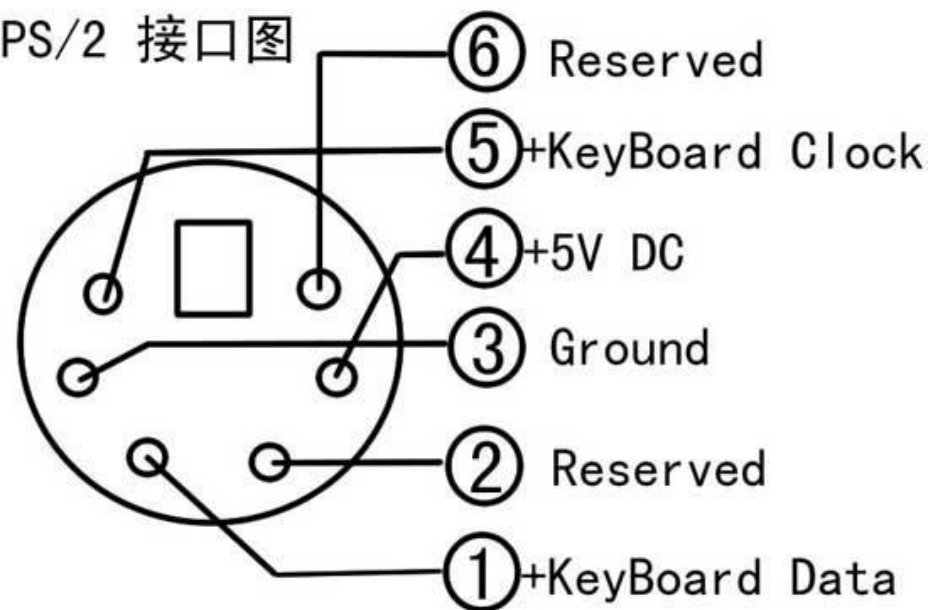 PS/2 接口图
⑥ Reserved
⑤+KeyBoard Clock
④+5V DC
③ Ground
② Reserved
①+KeyBoard Data